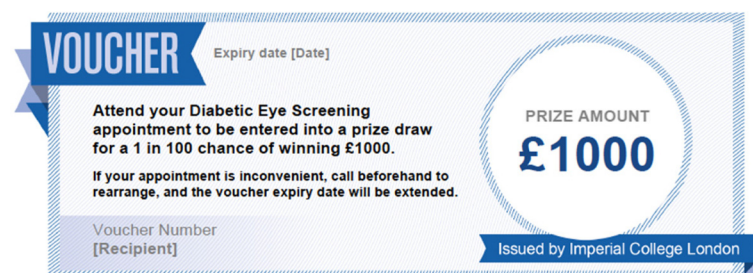 VOUCHER
Expiry date [Date]
Attend your Diabetic Eye Screening
appointment to be entered into a prize draw
for a 1 in 100 chance of winning £1000.
If your appointment is inconvenient, call beforehand to
rearrange, and the voucher expiry date will be extended.
Voucher Number
[Recipient]
PRIZE AMOUNT
£1000
Issued by Imperial College London